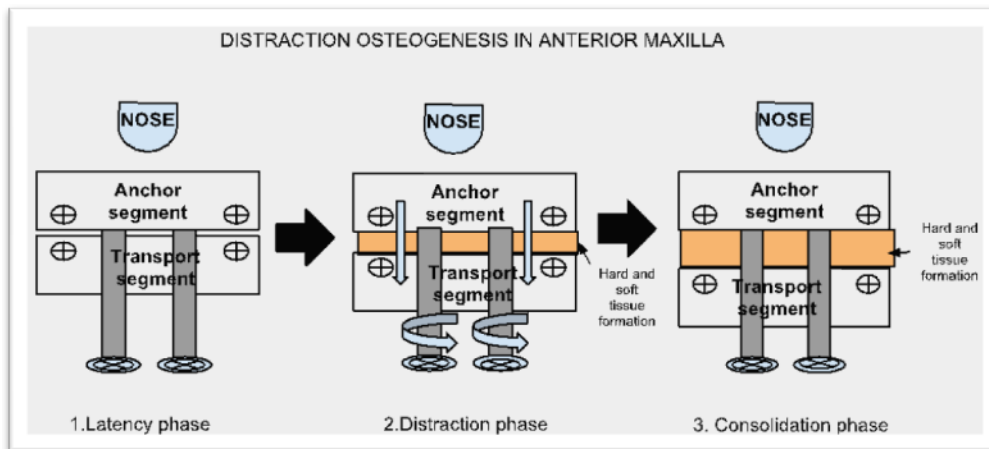 DISTRACTION OSTEOGENESIS IN ANTERIOR MAXILLA
NOSE
Anchor
segment
Transport
segment
1.Latency phase
NOSE
Anchor
segment
Transport
segment
Hard and
soft
tissue
formation
2.Distraction phase
NOSE
Anchor
segment
Transport
segment
Hard and
soft
tissue
formation
3. Consolidation phase